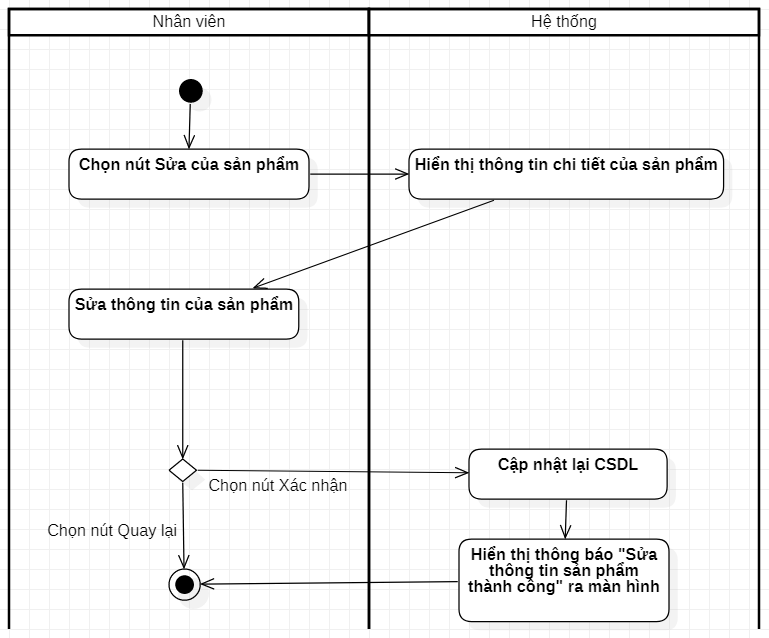 Nhân viên
Hệ thống
Chọn nút Sửa của sản phẩm
Hiển thị thông tin chi tiết của sản phẩm
Sửa thông tin của sản phẩm
Chọn nút Xác nhận
Cập nhật lại CSDL
Chọn nút Quay lại
Hiển thị thông báo "Sửa
thông tin sản phẩm
thành công" ra màn hình